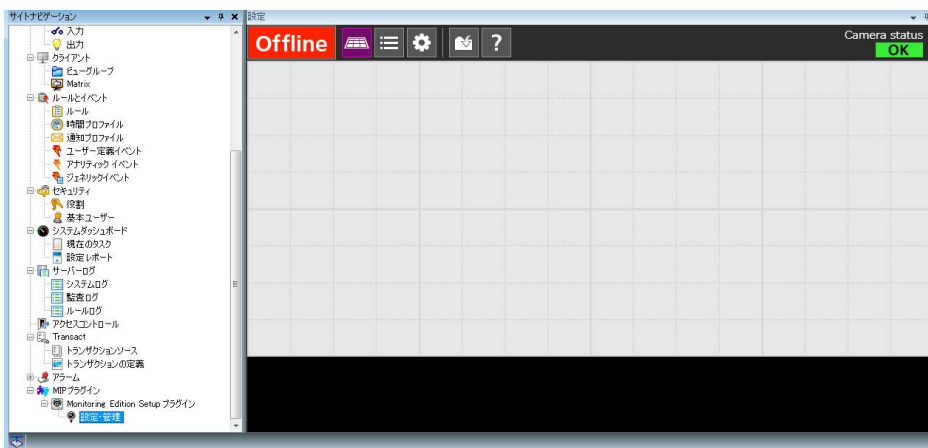 サイトナビゲーション
設定
入力
出力
クライアント
ビューグループ
Matrix
ルールとイベント
ルール
時間プロファイル
通知プロファイル
ユーザー定義イベント
アナリティック イベント
ジェネリックイベント
セキュリティ
役割
基本ユーザー
システムダッシュボード
現在のタスク
設定レポート
サーバーログ
システムログ
監査ログ
ルールログ
アクセスコントロール
Transact
トランザクションソース
トランザクションの定義
アラーム
MIPプラグイン
Monitoring Edition Setup プラグイン
設定・管理
Offline
?
Camera status
OK